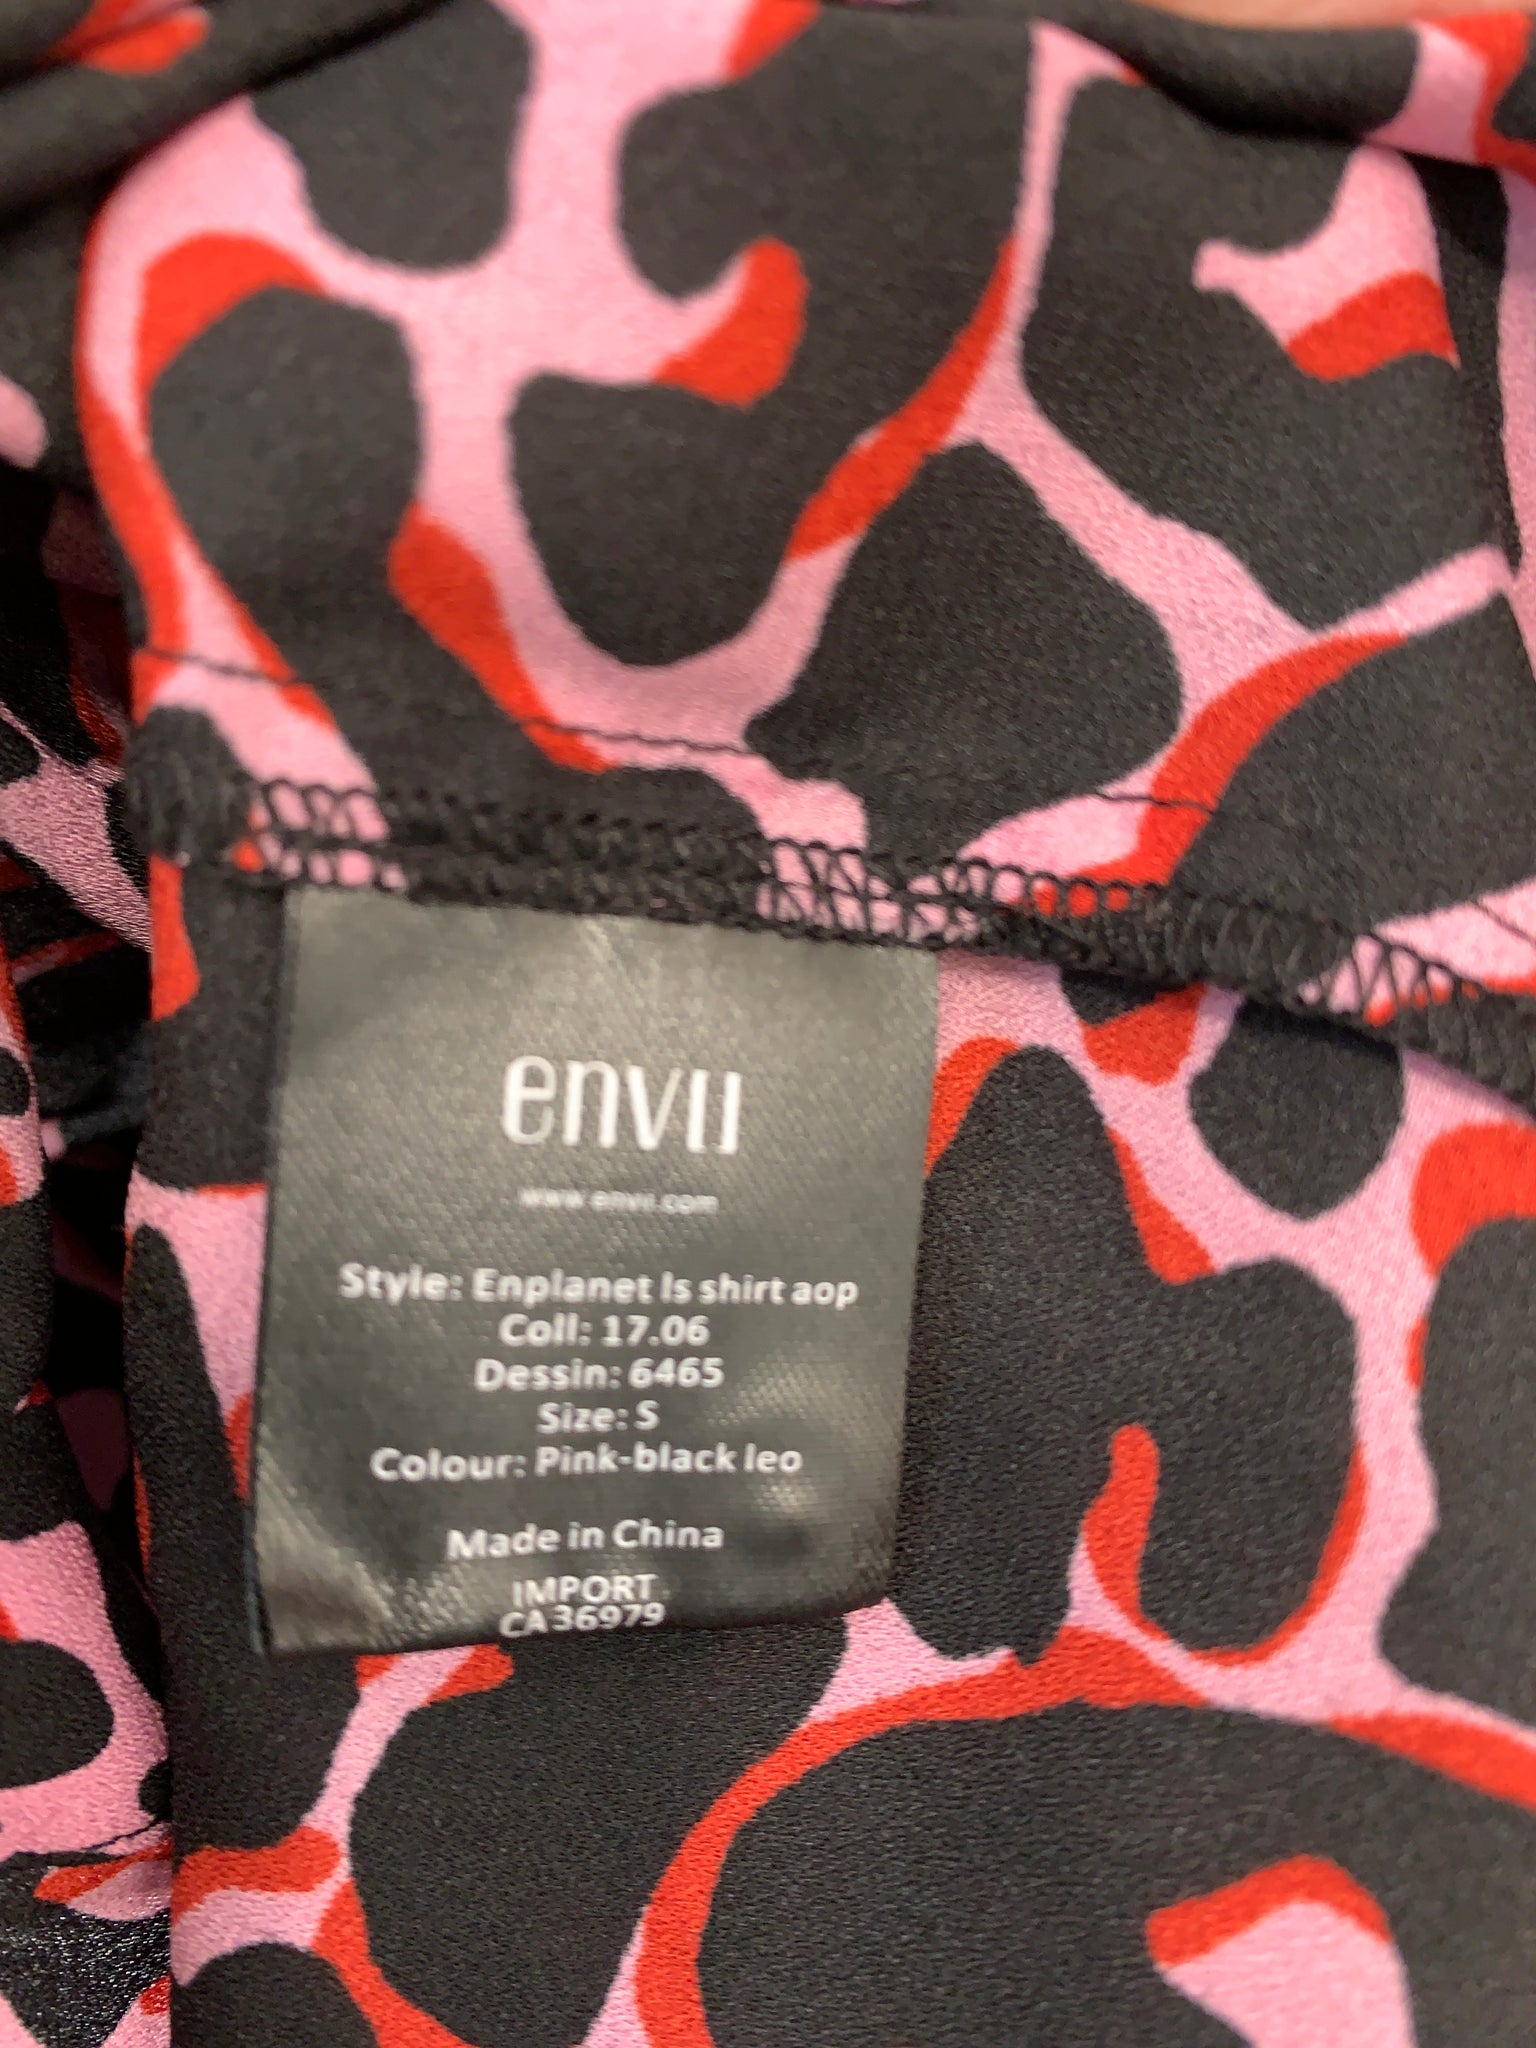 envii
www.envii.com
Style: Enplanet ls shirt aop
Coll: 17.06
Dessin: 6465
Size: S
Colour: Pink-black leo
Made in China
IMPORT
CA36979